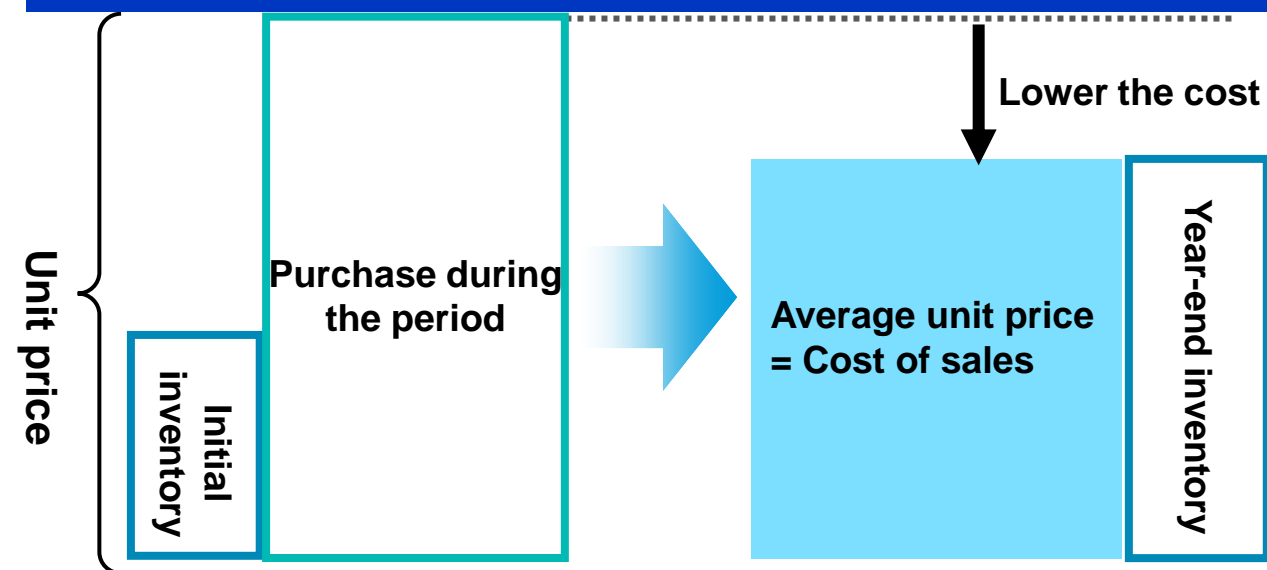 Unit price
Initial
inventory
Purchase during
the period
Lower the cost
Average unit price
= Cost of sales
Year-end inventory